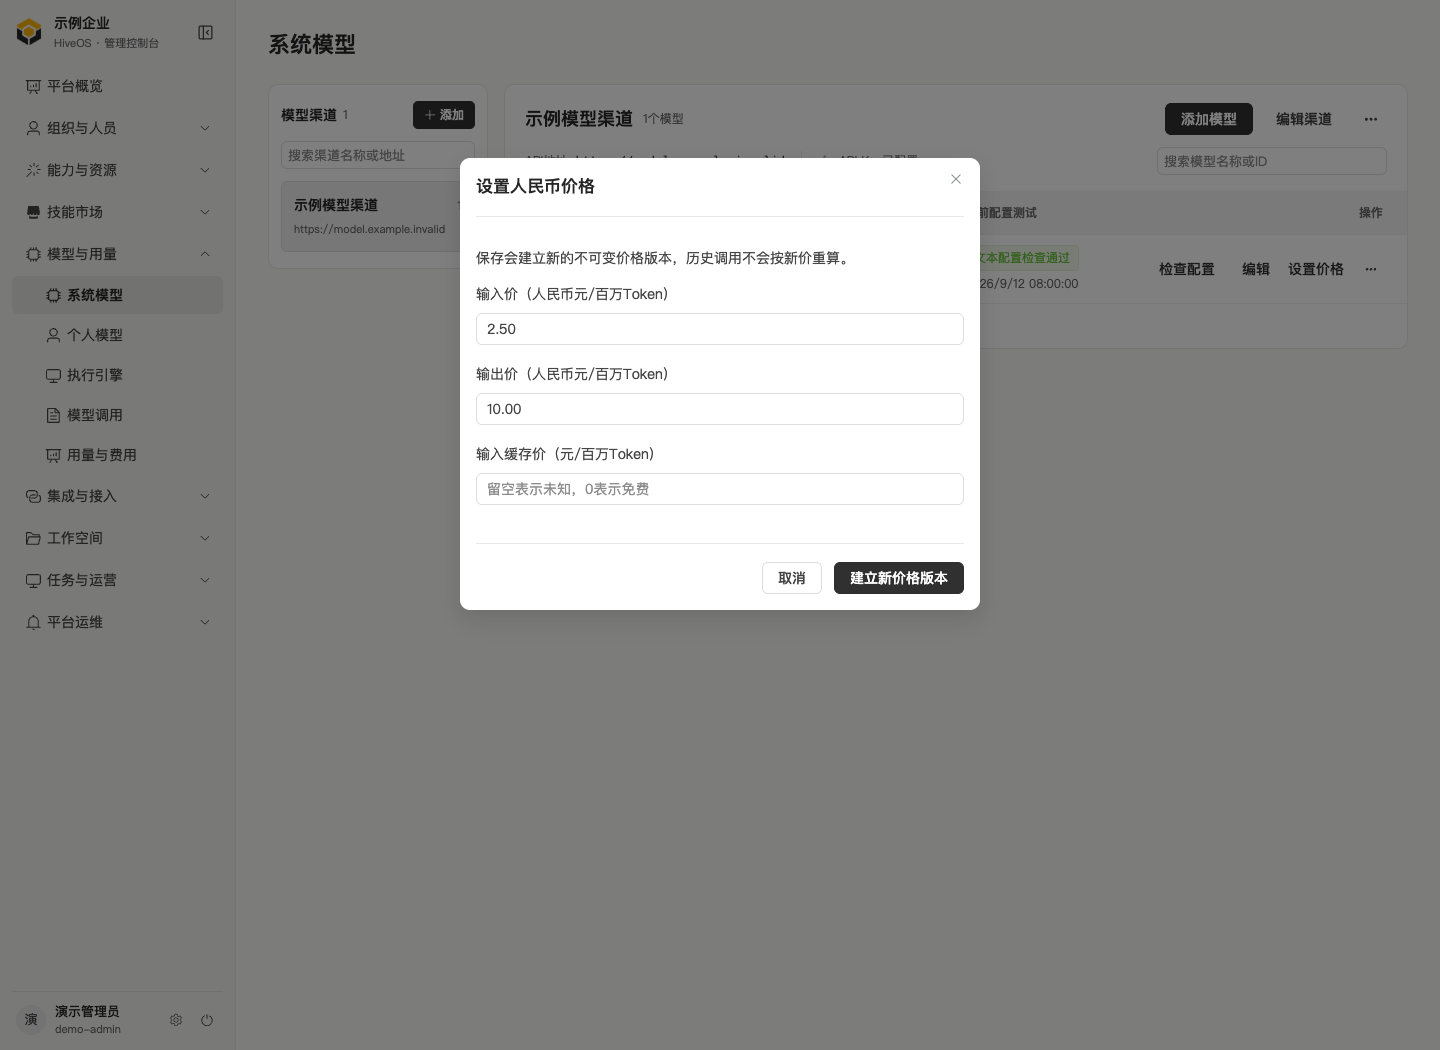 示例企业
HiveOS · 管理控制台
平台概览
组织与人员
能力与资源
技能市场
模型与用量
系统模型
个人模型
执行引擎
模型调用
用量与费用
集成与接入
工作空间
任务与运营
平台运维
演
演示管理员
demo-admin
系统模型
模型渠道 1
添加
搜索渠道名称或地址
示例模型渠道
https://model.example.invalid
示例模型渠道 1个模型
添加模型 编辑渠道
搜索模型名称或ID
前配置测试 操作
文本配置检查通过
26/9/12 08:00:00
检查配置 编辑 设置价格
设置人民币价格
保存会建立新的不可变价格版本，历史调用不会按新价重算。
输入价（人民币元/百万Token）
2.50
输出价（人民币元/百万Token）
10.00
输入缓存价（元/百万Token）
留空表示未知，0表示免费
取消 建立新价格版本